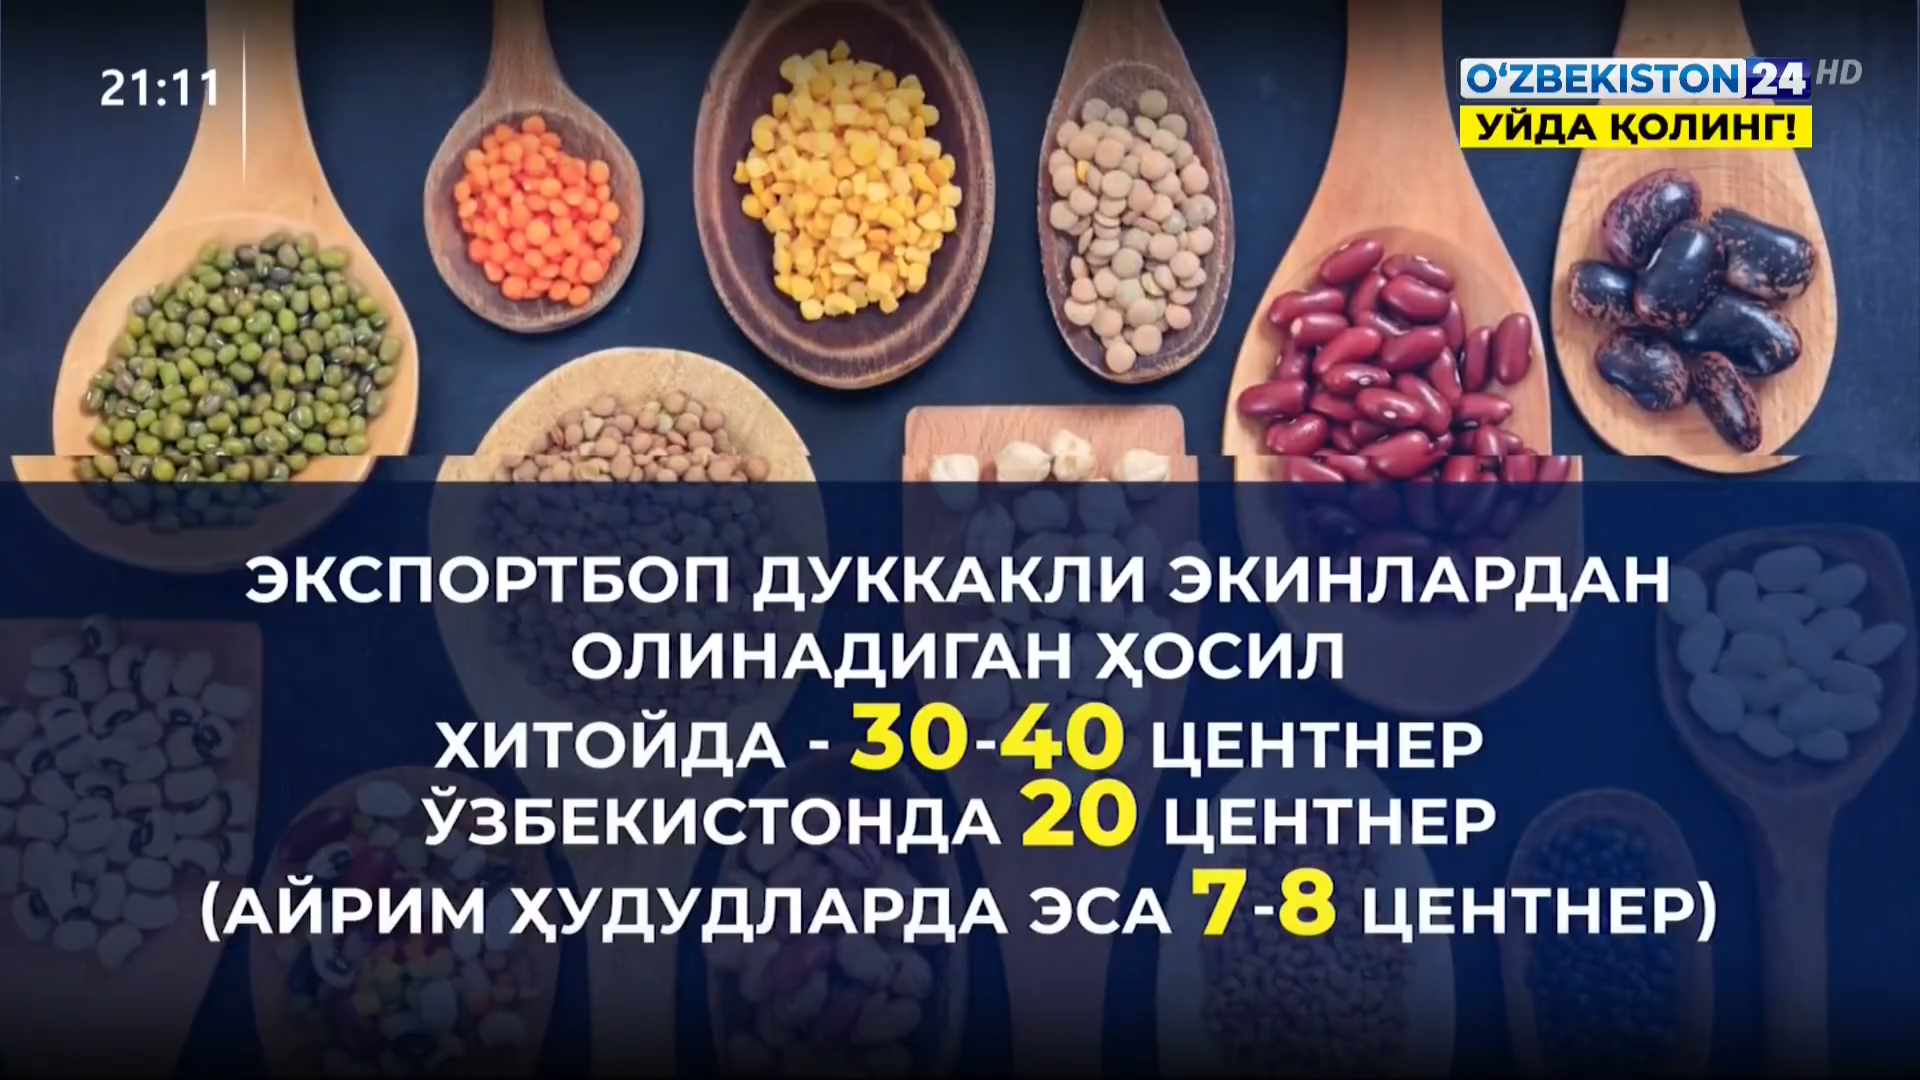 21:11
O‘ZBEKISTON 24 HD
УЙДА ҚОЛИНГ!
ЭКСПОРТБОП ДУККАКЛИ ЭКИНЛАРДАН
ОЛИНАДИГАН ҲОСИЛ
ХИТОЙДА - 30-40 ЦЕНТНЕР
ЎЗБЕКИСТОНДА 20 ЦЕНТНЕР
(АЙРИМ ҲУДУДЛАРДА ЭСА 7-8 ЦЕНТНЕР)